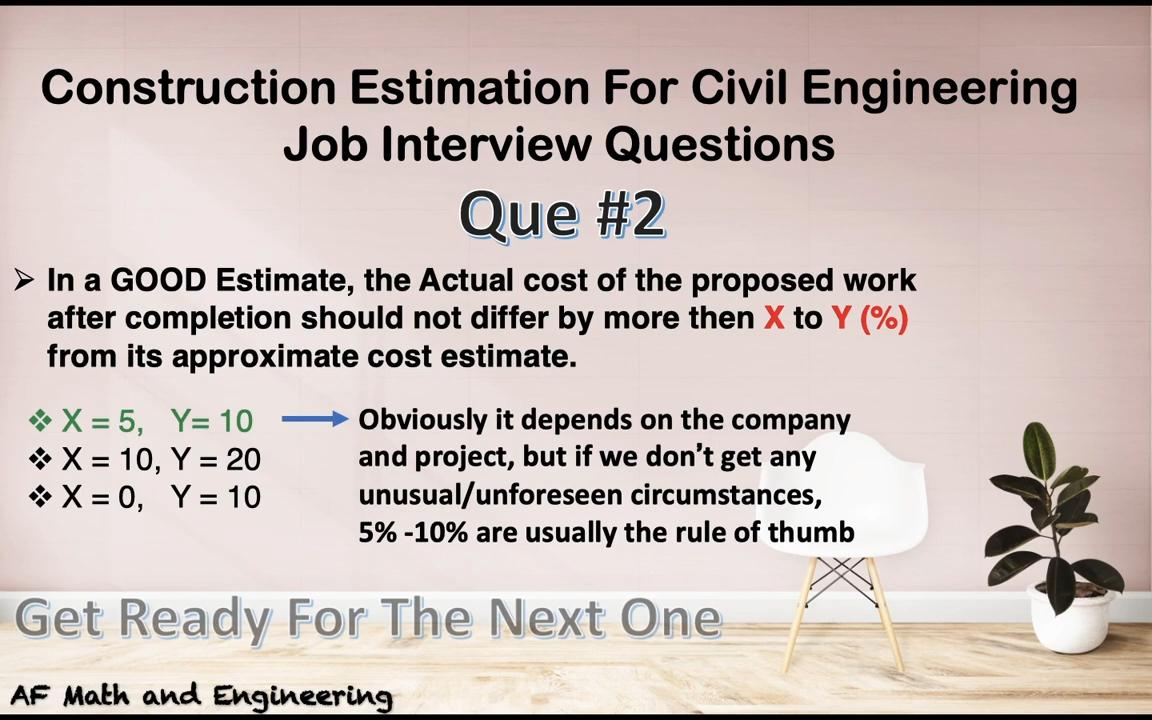 Construction Estimation For Civil Engineering
Job Interview Questions
Que #2
➢ In a GOOD Estimate, the Actual cost of the proposed work
after completion should not differ by more then X to Y (%)
from its approximate cost estimate.
❖ X = 5, Y= 10
❖ X = 10, Y = 20
❖ X = 0, Y = 10
Obviously it depends on the company
and project, but if we don’t get any
unusual/unforeseen circumstances,
5% -10% are usually the rule of thumb
Get Ready For The Next One
AF Math and Engineering